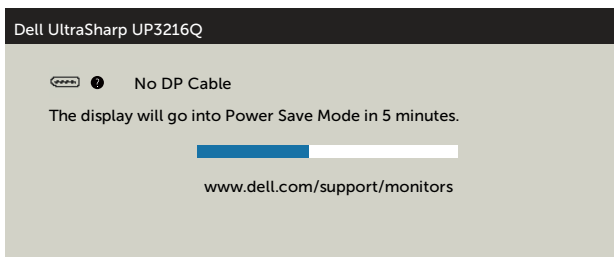 Dell UltraSharp UP3216Q
? No DP Cable
The display will go into Power Save Mode in 5 minutes.
www.dell.com/support/monitors